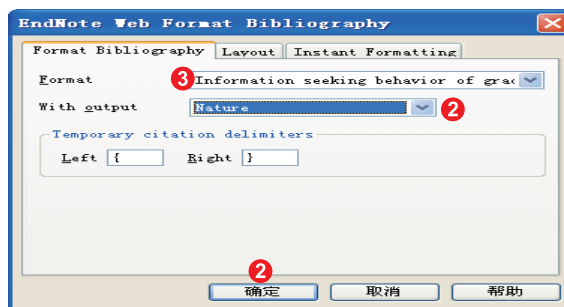 EndNote Web Format Bibliography
Format Bibliography Layout Instant Formatting
Format 3 Information seeking behavior of grac
With output Nature 2
Temporary citation delimiters
Left { Right }
2
确定 取消 帮助